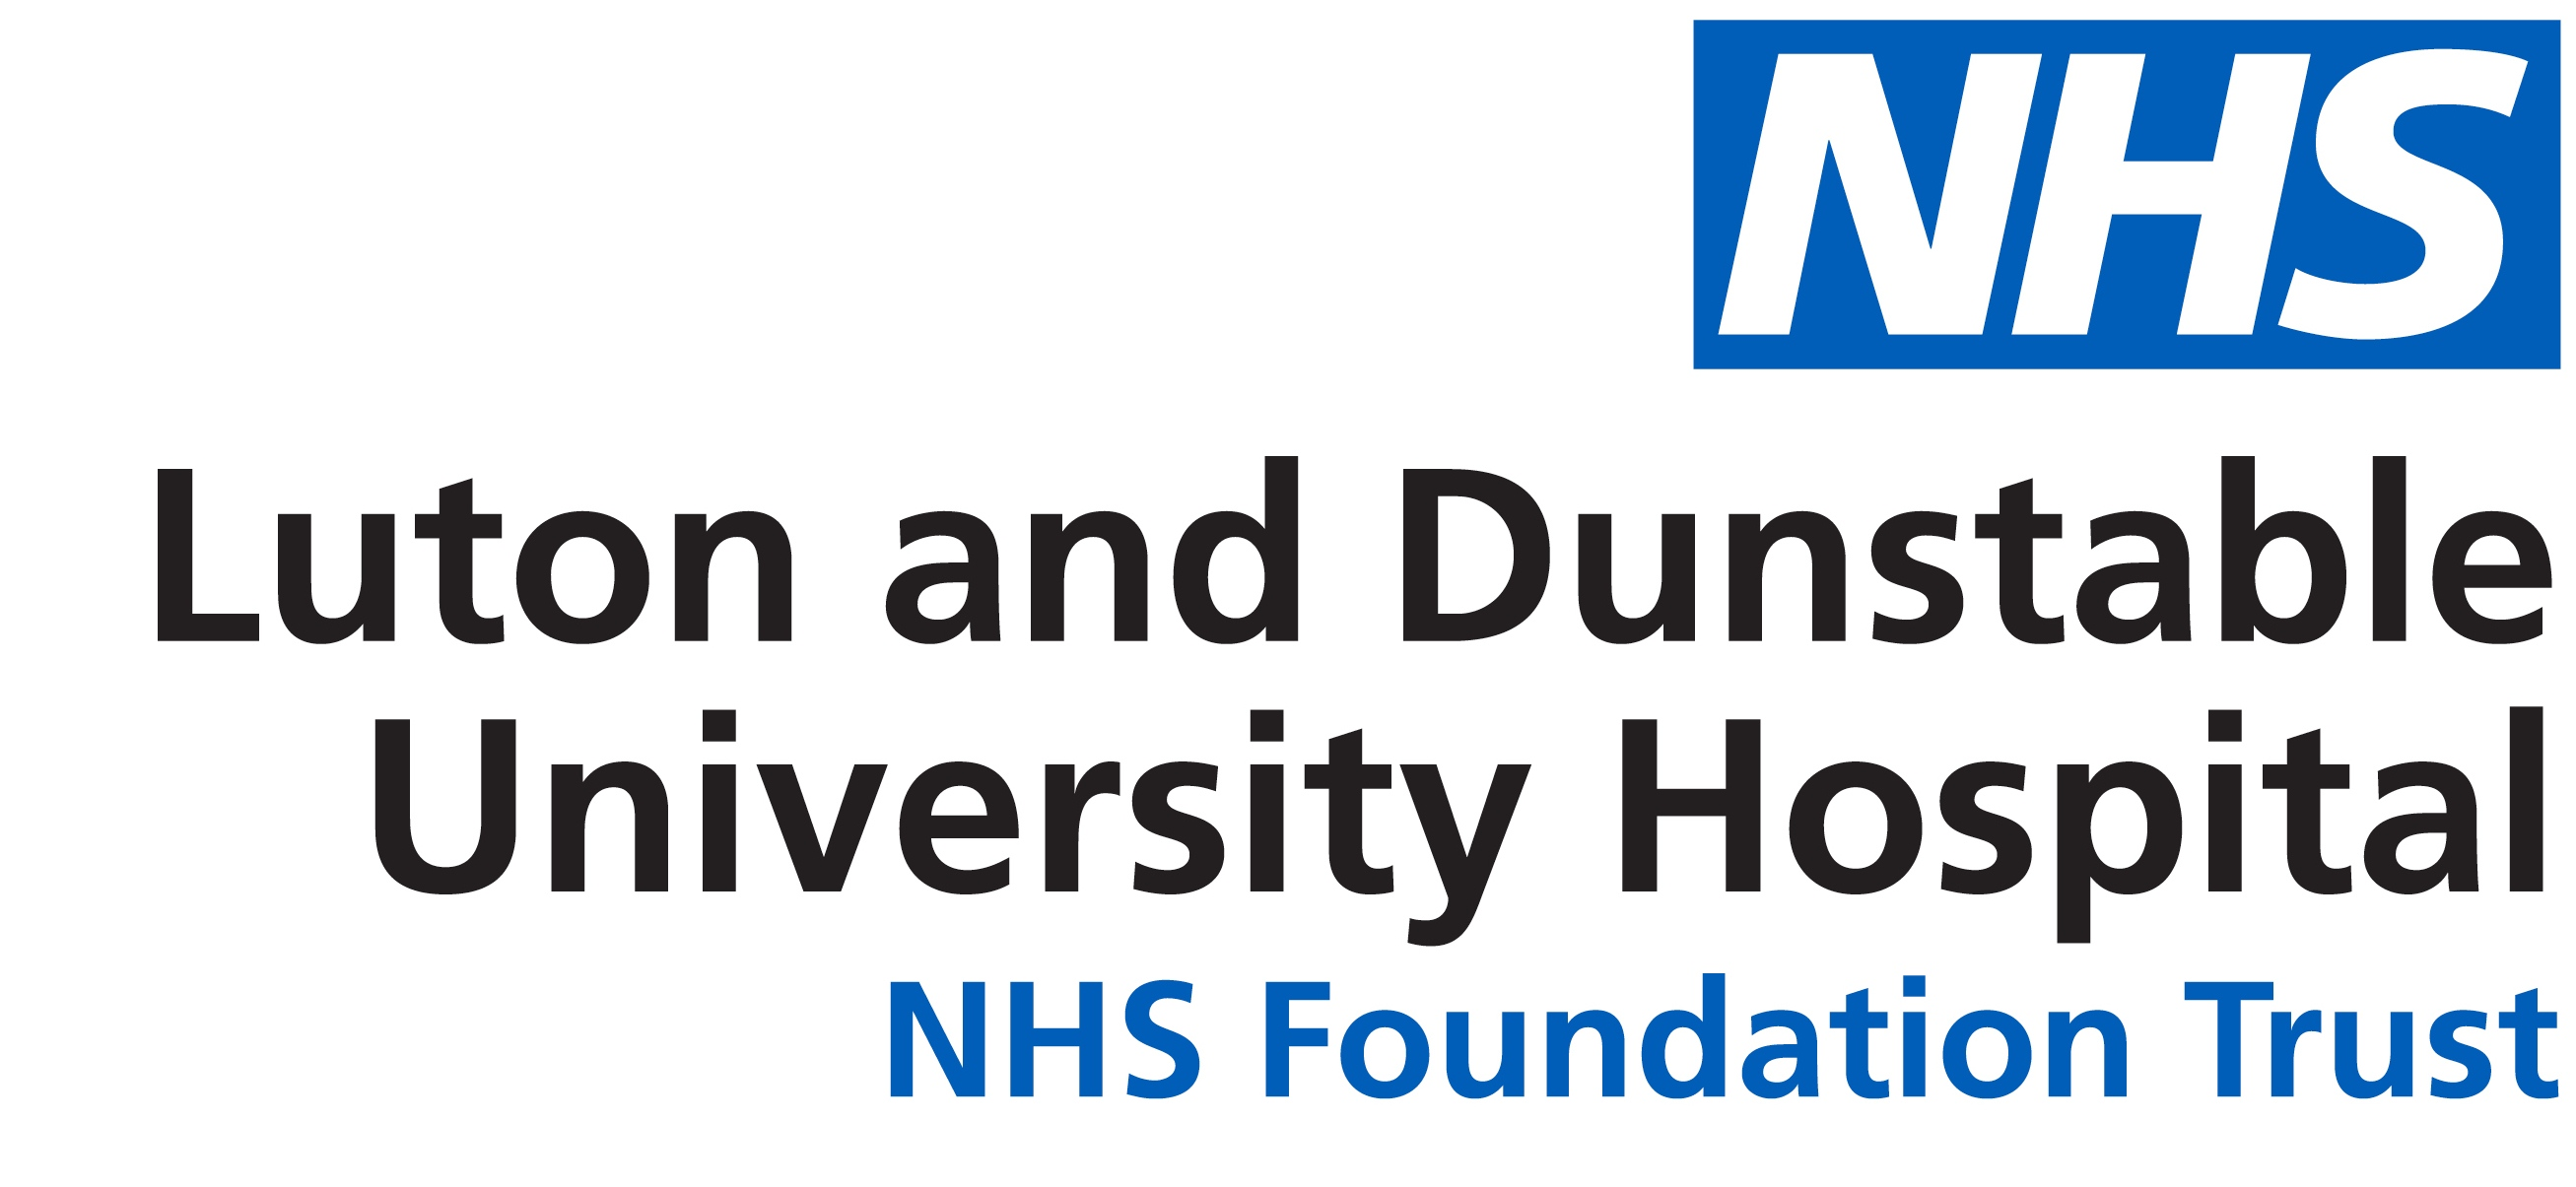 NHS
Luton and Dunstable
University Hospital
NHS Foundation Trust